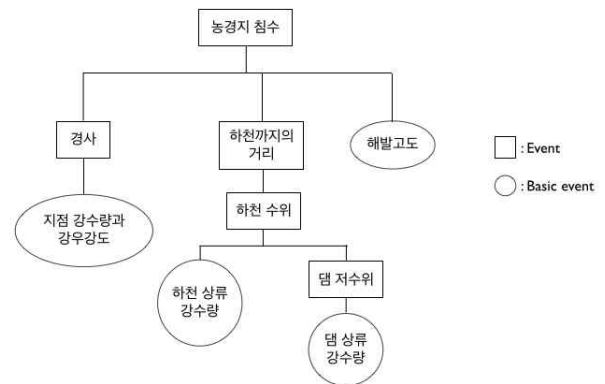 농경지 침수
경사
하천까지의
거리
해발고도
: Event
: Basic event
지점 강수량과
강우강도
하천 수위
하천 상류
강수량
댐 저수위
댐 상류
강수량